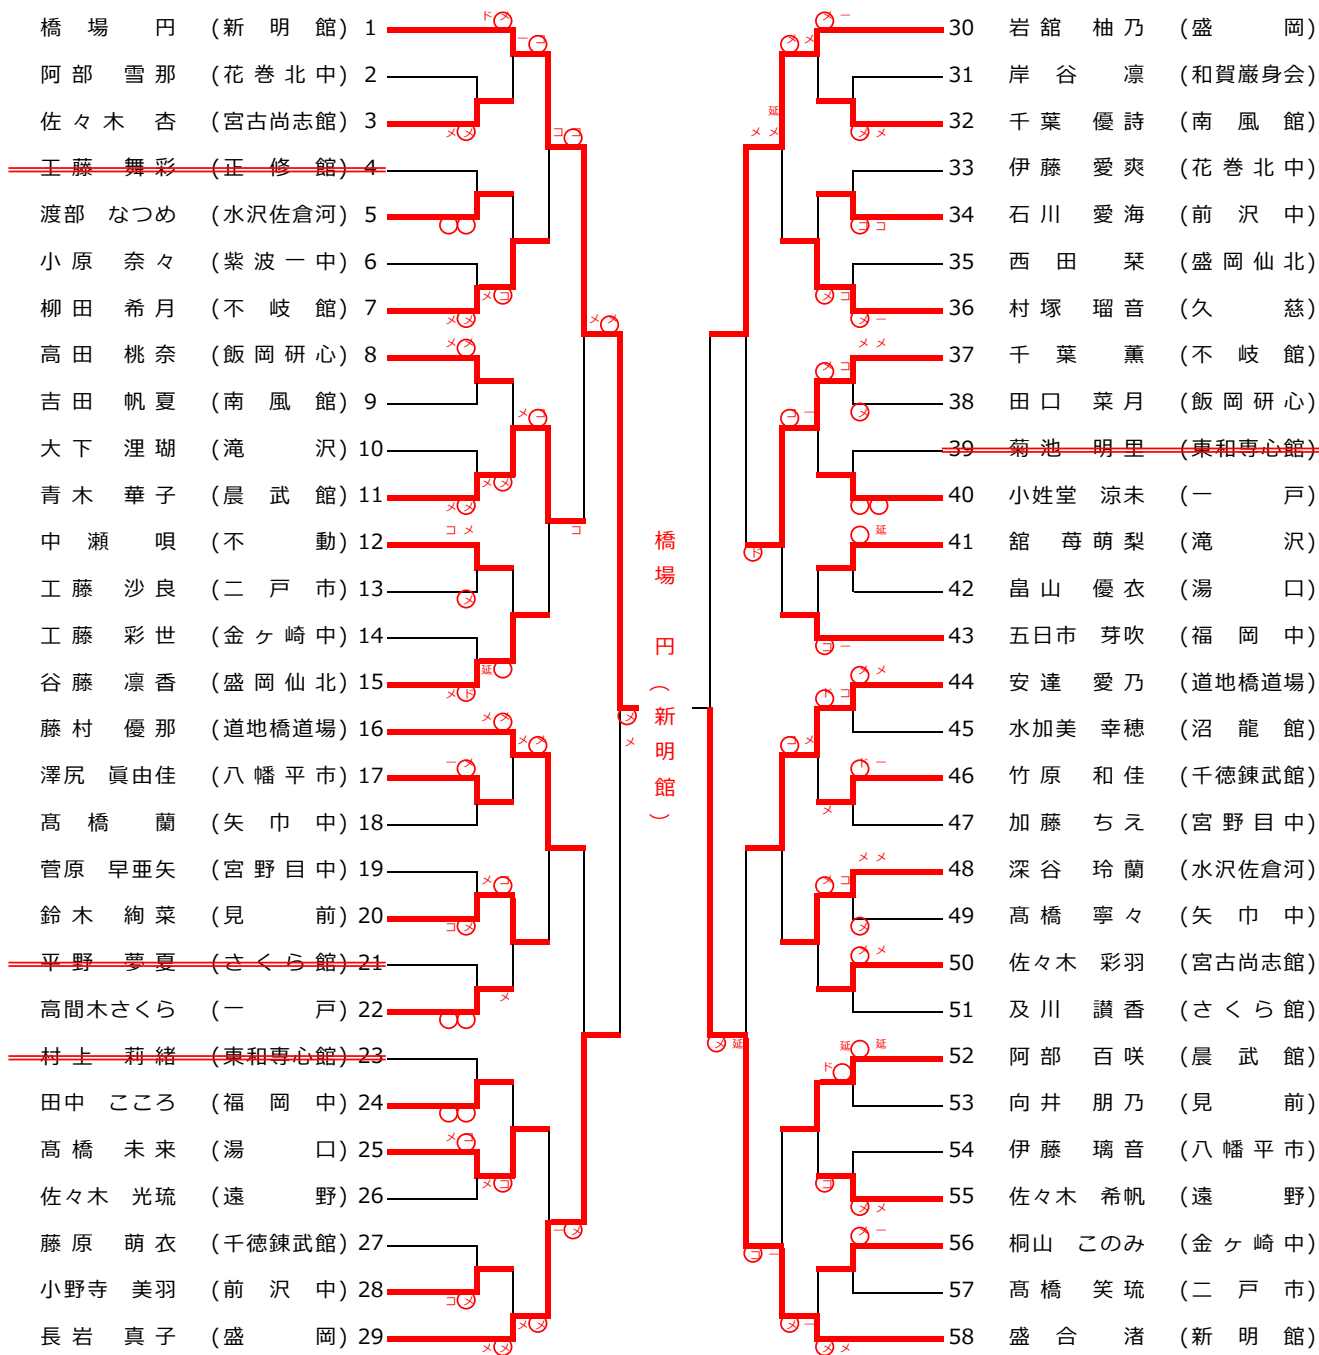 橋場 円 (新明館) 1
阿部 雪那 (花巻北中) 2
佐々木 杏 (宮古尚志館) 3
工藤 舞彩 (正修館) 4
渡部 なつめ (水沢佐倉河) 5
小原 奈々 (紫波一中) 6
柳田 希月 (不岐館) 7
高田 桃奈 (飯岡研心) 8
吉田 帆夏 (南風館) 9
大下 浬瑚 (滝沢) 10
青木 華子 (晨武館) 11
中瀬 唄 (不動) 12
工藤 沙良 (二戸市) 13
工藤 彩世 (金ヶ崎中) 14
谷藤 凛香 (盛岡仙北) 15
藤村 優那 (道地橋道場) 16
澤尻 眞由佳 (八幡平市) 17
髙橋 蘭 (矢巾中) 18
菅原 早亜矢 (宮野目中) 19
鈴木 絢菜 (見前) 20
平野 夢夏 (さくら館) 21
高間木さくら (一戸) 22
村上 莉緒 (東和専心館) 23
田中 こころ (福岡中) 24
髙橋 未来 (湯口) 25
佐々木 光琉 (遠野) 26
藤原 萌衣 (千徳錬武館) 27
小野寺 美羽 (前沢中) 28
長岩 真子 (盛岡) 29
橋場 円(新明館)
30 岩舘 柚乃 (盛岡)
31 岸谷 凛 (和賀巌身会)
32 千葉 優詩 (南風館)
33 伊藤 愛爽 (花巻北中)
34 石川 愛海 (前沢中)
35 西田 栞 (盛岡仙北)
36 村塚 瑠音 (久慈)
37 千葉 薫 (不岐館)
38 田口 菜月 (飯岡研心)
39 菊池 明里 (東和専心館)
40 小姓堂 涼未 (一戸)
41 舘 苺萌梨 (滝沢)
42 畠山 優衣 (湯口)
43 五日市 芽吹 (福岡中)
44 安達 愛乃 (道地橋道場)
45 水加美 幸穂 (沼龍館)
46 竹原 和佳 (千徳錬武館)
47 加藤 ちえ (宮野目中)
48 深谷 玲蘭 (水沢佐倉河)
49 髙橋 寧々 (矢巾中)
50 佐々木 彩羽 (宮古尚志館)
51 及川 讃香 (さくら館)
52 阿部 百咲 (晨武館)
53 向井 朋乃 (見前)
54 伊藤 璃音 (八幡平市)
55 佐々木 希帆 (遠野)
56 桐山 このみ (金ヶ崎中)
57 髙橋 笑琉 (二戸市)
58 盛合 渚 (新明館)